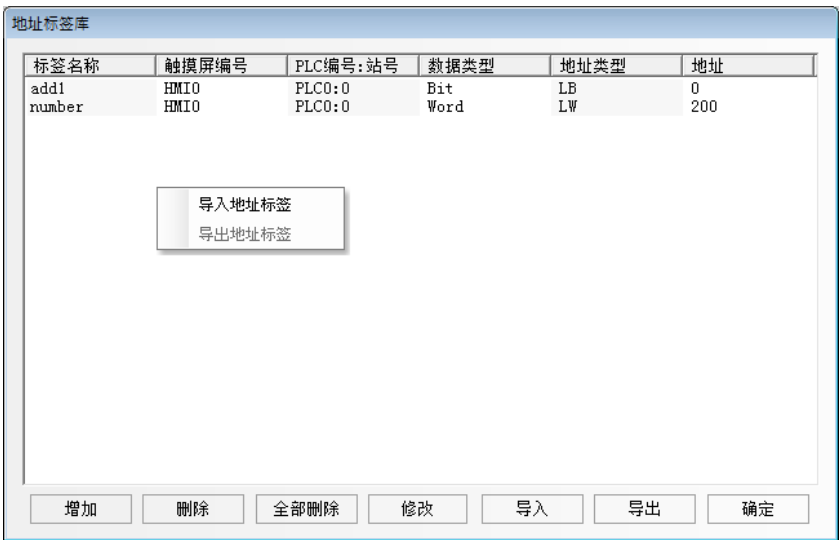 地址标签库
标签名称 触摸屏编号 PLC编号:站号 数据类型 地址类型 地址
add1 HMI0 PLC0:0 Bit LB 0
number HMI0 PLC0:0 Word LW 200
导入地址标签
导出地址标签
增加 删除 全部删除 修改 导入 导出 确定